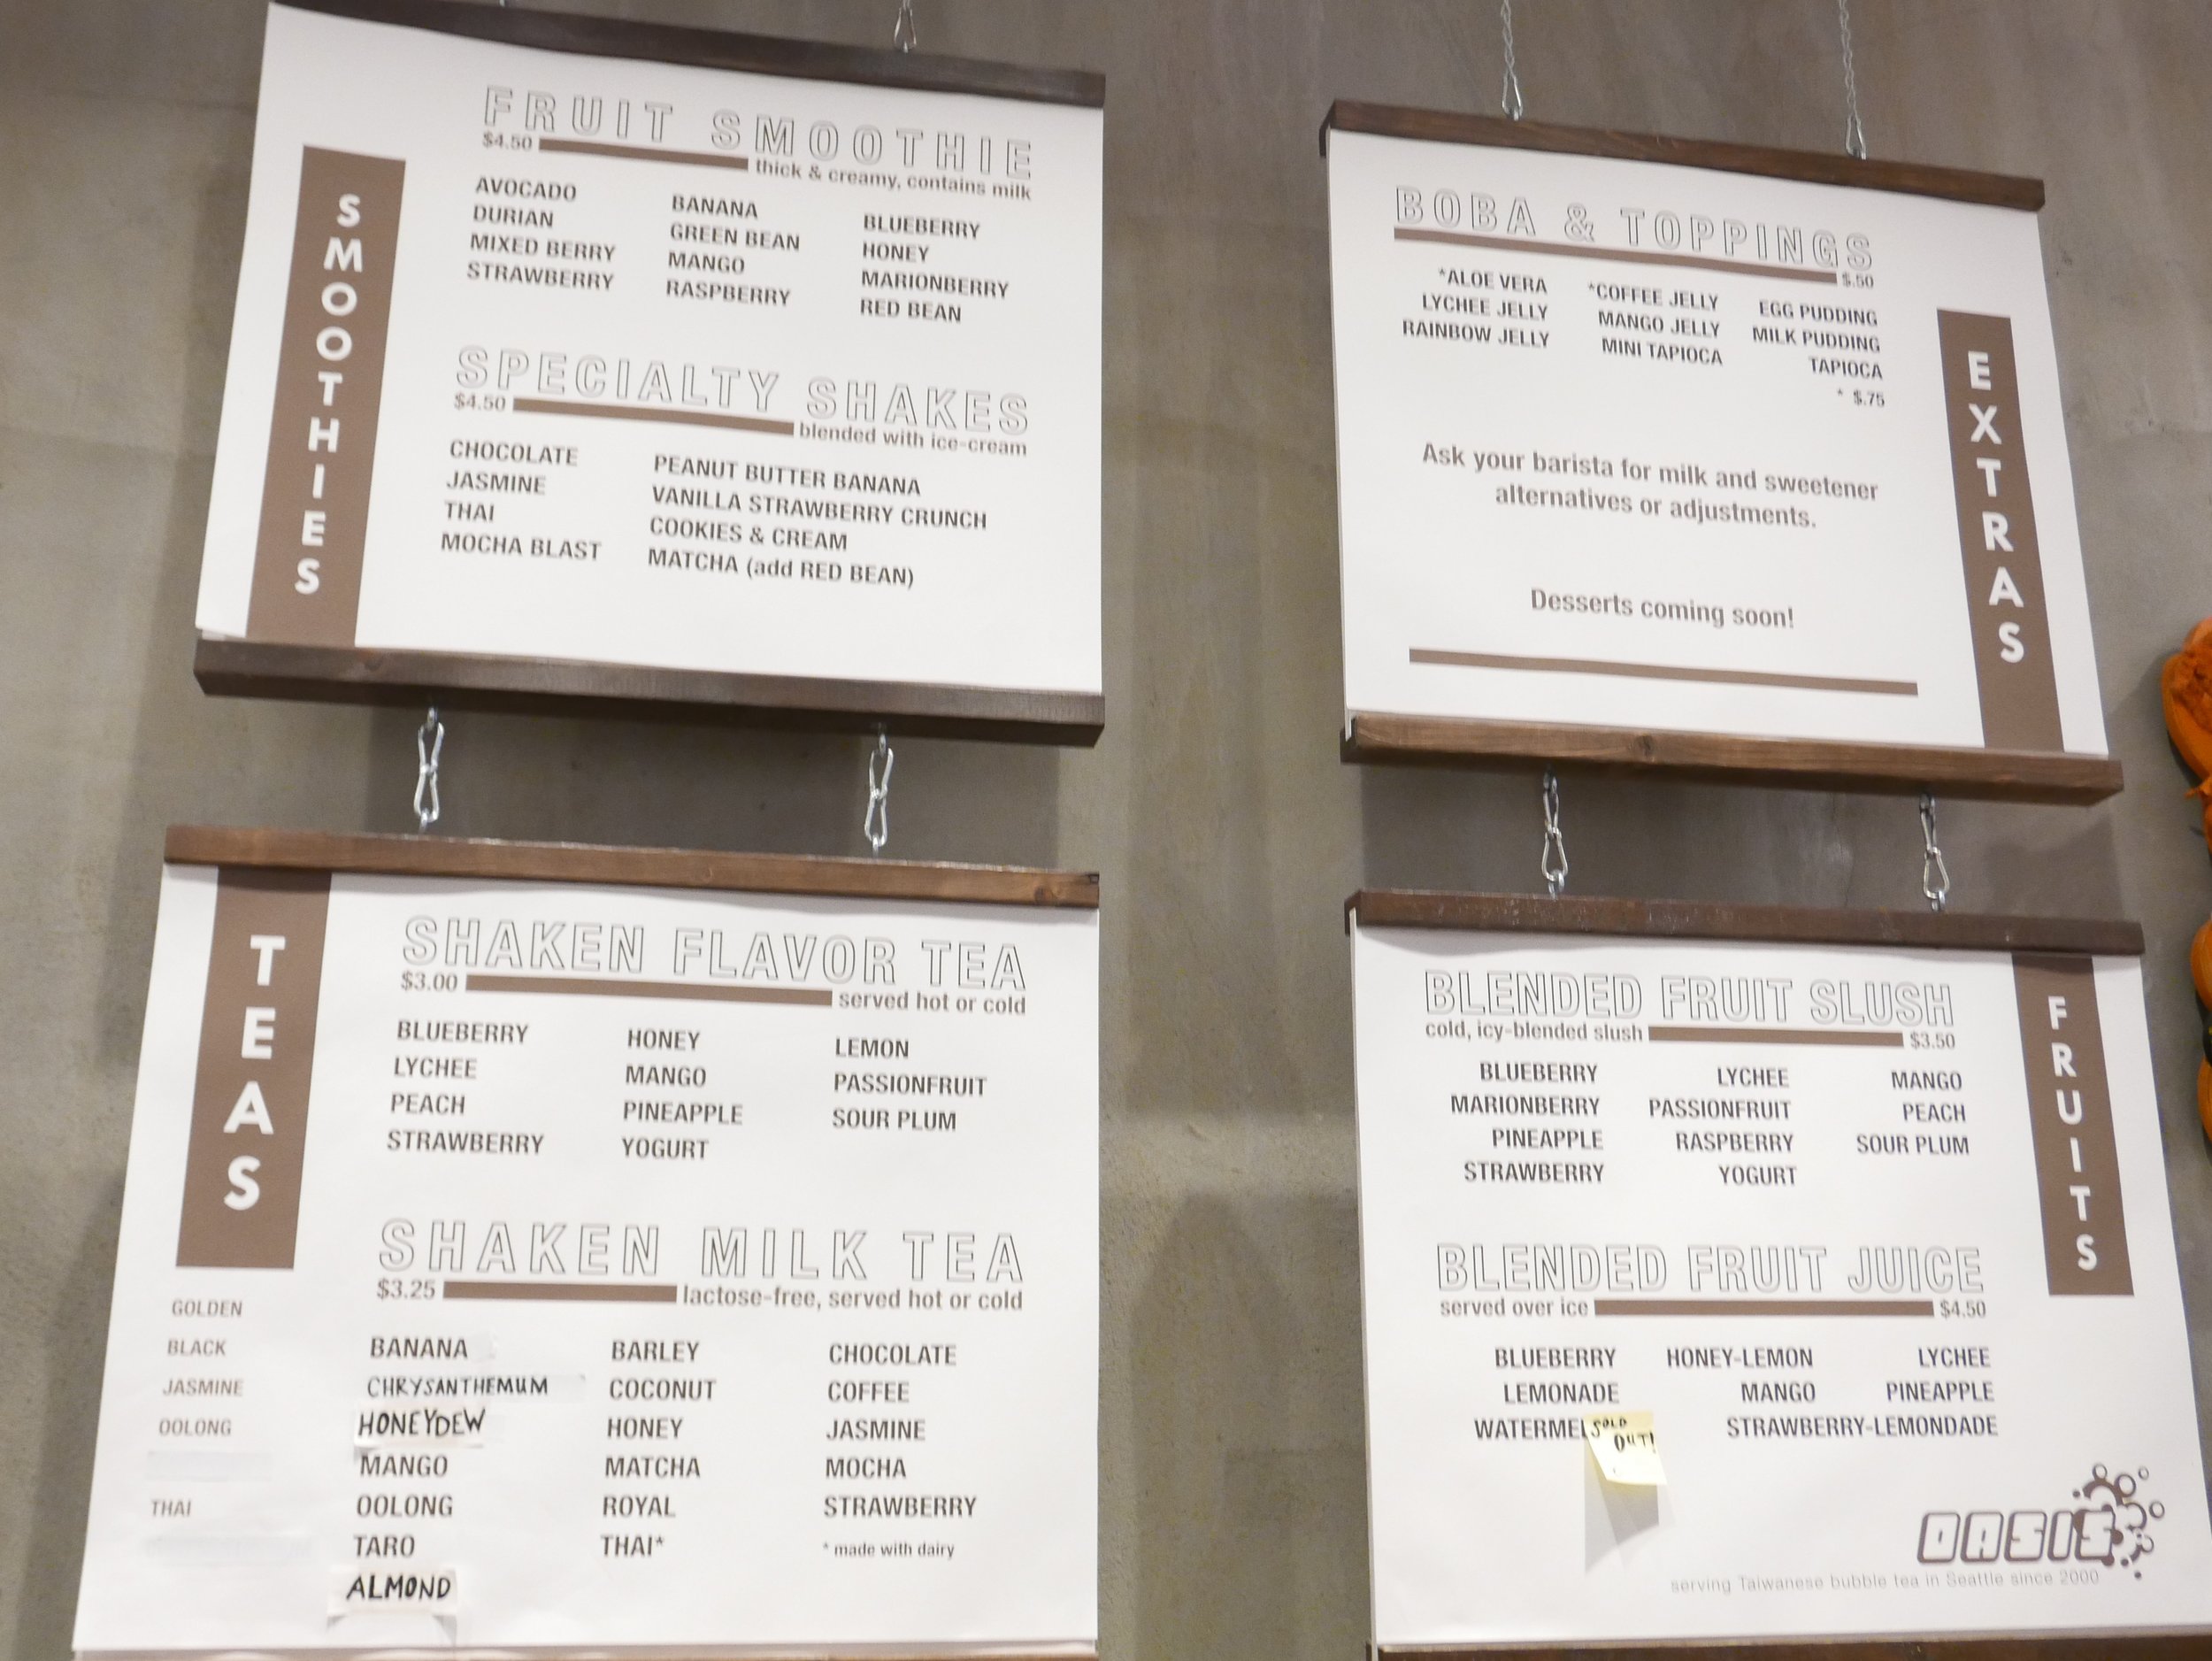 SMOOTHIES
FRUIT SMOOTHIE
$4.50
thick & creamy, contains milk
AVOCADO BANANA BLUEBERRY
DURIAN GREEN BEAN HONEY
MIXED BERRY MANGO MARIONBERRY
STRAWBERRY RASPBERRY RED BEAN
SPECIALTY SHAKES
$4.50
blended with ice-cream
CHOCOLATE PEANUT BUTTER BANANA
JASMINE VANILLA STRAWBERRY CRUNCH
THAI COOKIES & CREAM
MOCHA BLAST MATCHA (add RED BEAN)
BOBA & TOPPINGS
$.50
*ALOE VERA *COFFEE JELLY EGG PUDDING
LYCHEE JELLY MANGO JELLY MILK PUDDING
RAINBOW JELLY MINI TAPIOCA TAPIOCA
* $.75
Ask your barista for milk and sweetener
alternatives or adjustments.
Desserts coming soon!
EXTRAS
TEAS
SHAKEN FLAVOR TEA
$3.00 served hot or cold
BLUEBERRY HONEY LEMON
LYCHEE MANGO PASSIONFRUIT
PEACH PINEAPPLE SOUR PLUM
STRAWBERRY YOGURT
SHAKEN MILK TEA
$3.25 lactose-free, served hot or cold
GOLDEN
BLACK
JASMINE
OOLONG
THAI
BANANA BARLEY CHOCOLATE
CHRYSANTHEMUM COCONUT COFFEE
HONEYDEW HONEY JASMINE
MANGO MATCHA MOCHA
OOLONG ROYAL STRAWBERRY
TARO THAI* * made with dairy
ALMOND
BLENDED FRUIT SLUSH
cold, icy-blended slush $3.50
BLUEBERRY LYCHEE MANGO
MARIONBERRY PASSIONFRUIT PEACH
PINEAPPLE RASPBERRY SOUR PLUM
STRAWBERRY YOGURT
BLENDED FRUIT JUICE
served over ice $4.50
BLUEBERRY HONEY-LEMON LYCHEE
LEMONADE MANGO PINEAPPLE
WATERMEL SOLD OUT! STRAWBERRY-LEMONDADE
FRUITS
OASIS
serving Taiwanese bubble tea in Seattle since 2000